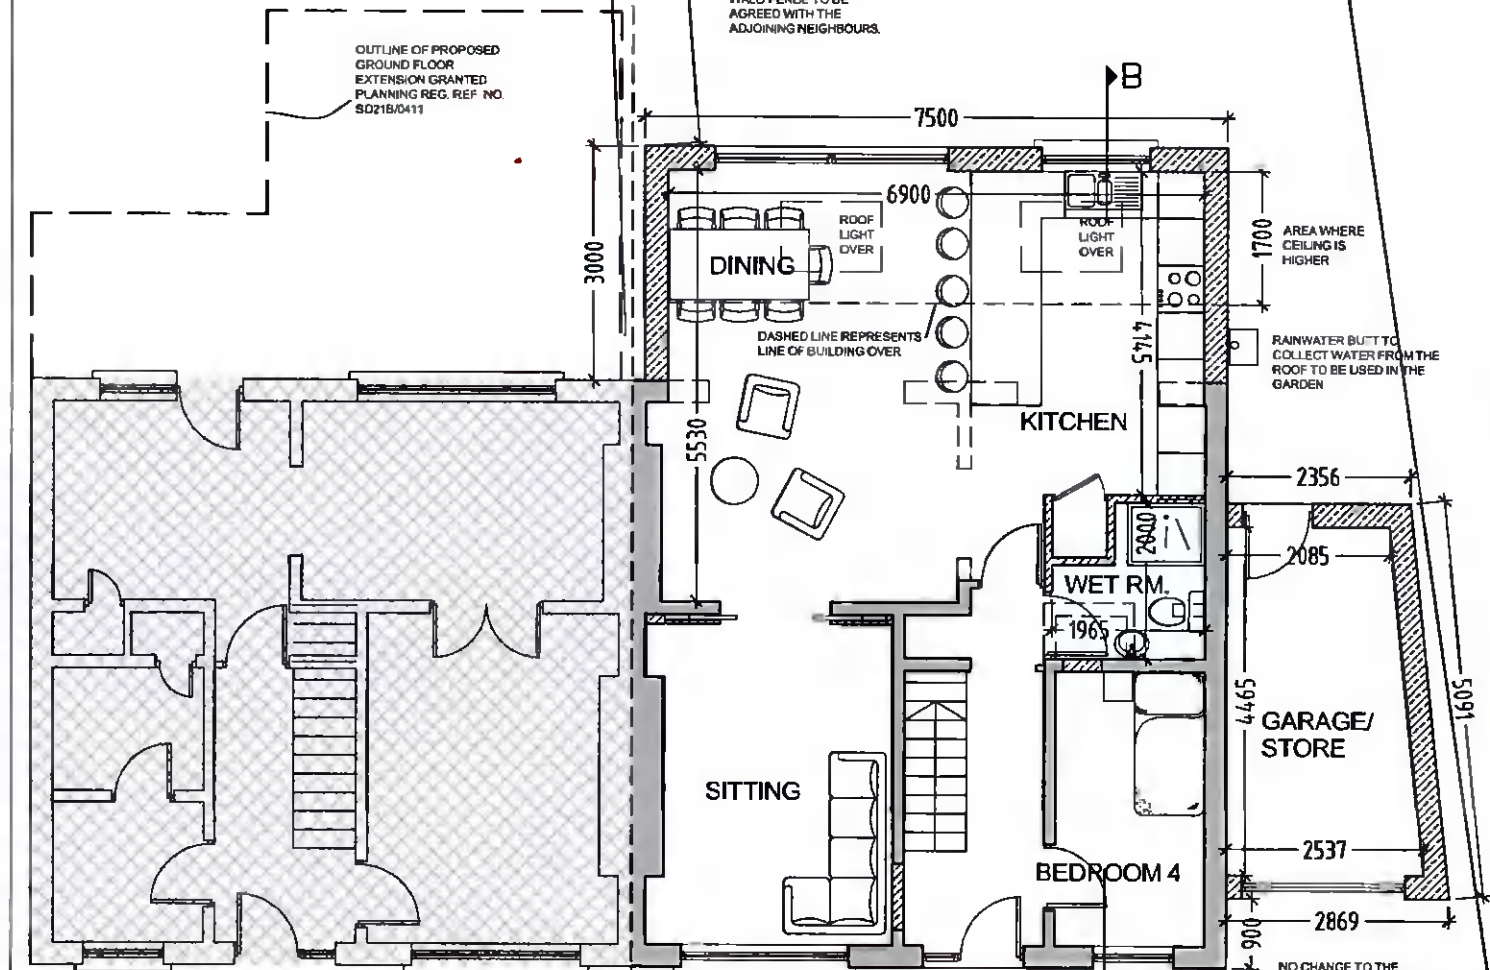 AGREED WITH THE
ADJOINING NEIGHBOURS.
OUTLINE OF PROPOSED
GROUND FLOOR
EXTENSION GRANTED
PLANNING REG. REF NO.
SD21B/0411
B
7500
3000
6900
ROOF
LIGHT
OVER
ROOF
LIGHT
OVER
1700
AREA WHERE
CEILING IS
HIGHER
DINING
DASHED LINE REPRESENTS
LINE OF BUILDING OVER
4145
RAINWATER BUTT TO
COLLECT WATER FROM THE
ROOF TO BE USED IN THE
GARDEN
5530
KITCHEN
2356
2000
2085
WET RM.
1965
4465
5091
GARAGE/
STORE
SITTING
2537
BEDROOM 4
2869
900
NO CHANGE TO THE